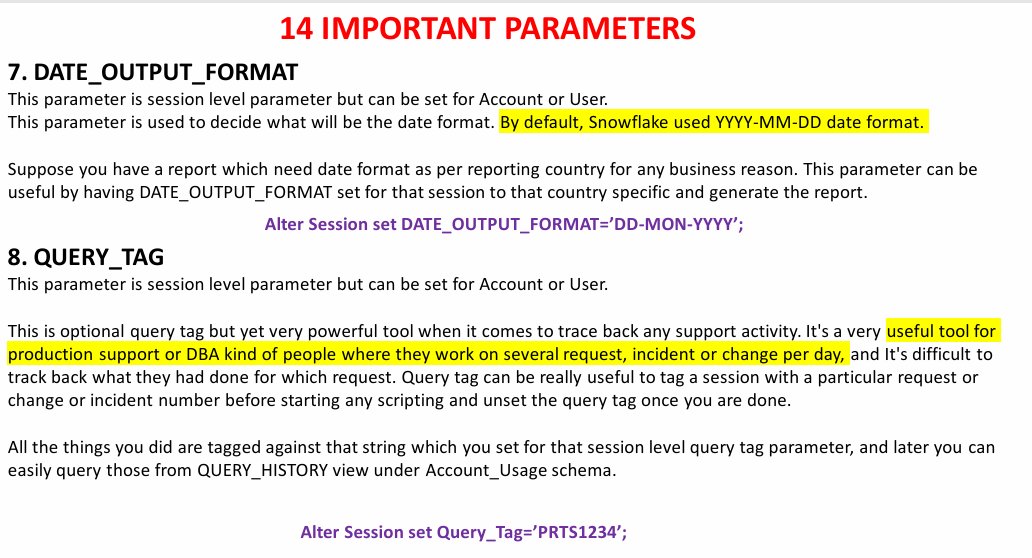 14 IMPORTANT PARAMETERS
7. DATE_OUTPUT_FORMAT
This parameter is session level parameter but can be set for Account or User.
This parameter is used to decide what will be the date format. By default, Snowflake used YYYY-MM-DD date format.
Suppose you have a report which need date format as per reporting country for any business reason. This parameter can be
useful by having DATE_OUTPUT_FORMAT set for that session to that country specific and generate the report.
Alter Session set DATE_OUTPUT_FORMAT=’DD-MON-YYYY’;
8. QUERY_TAG
This parameter is session level parameter but can be set for Account or User.
This is optional query tag but yet very powerful tool when it comes to trace back any support activity. It's a very useful tool for
production support or DBA kind of people where they work on several request, incident or change per day, and It's difficult to
track back what they had done for which request. Query tag can be really useful to tag a session with a particular request or
change or incident number before starting any scripting and unset the query tag once you are done.
All the things you did are tagged against that string which you set for that session level query tag parameter, and later you can
easily query those from QUERY_HISTORY view under Account_Usage schema.
Alter Session set Query_Tag=’PRTS1234’;